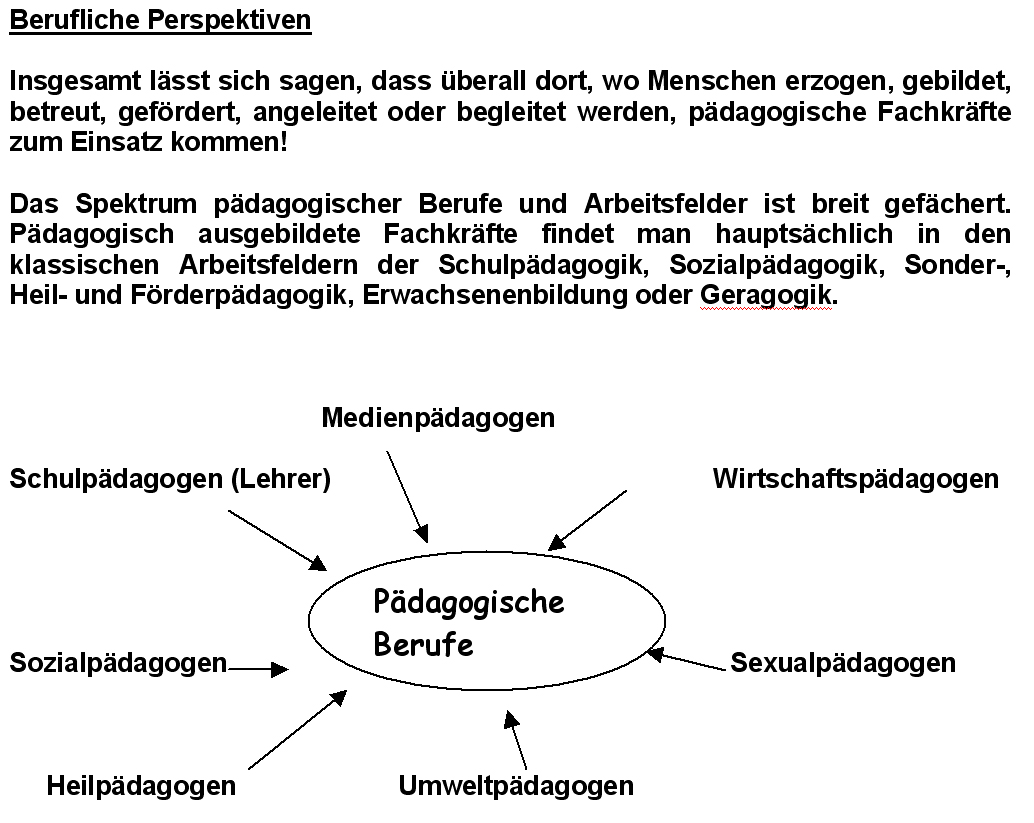 Berufliche Perspektiven
Insgesamt lässt sich sagen, dass überall dort, wo Menschen erzogen, gebildet,
betreut, gefördert, angeleitet oder begleitet werden, pädagogische Fachkräfte
zum Einsatz kommen!
Das Spektrum pädagogischer Berufe und Arbeitsfelder ist breit gefächert.
Pädagogisch ausgebildete Fachkräfte findet man hauptsächlich in den
klassischen Arbeitsfeldern der Schulpädagogik, Sozialpädagogik, Sonder-,
Heil- und Förderpädagogik, Erwachsenenbildung oder Geragogik.
Medienpädagogen
Schulpädagogen (Lehrer)
Wirtschaftspädagogen
Pädagogische
Berufe
Sozialpädagogen
Sexualpädagogen
Heilpädagogen
Umweltpädagogen